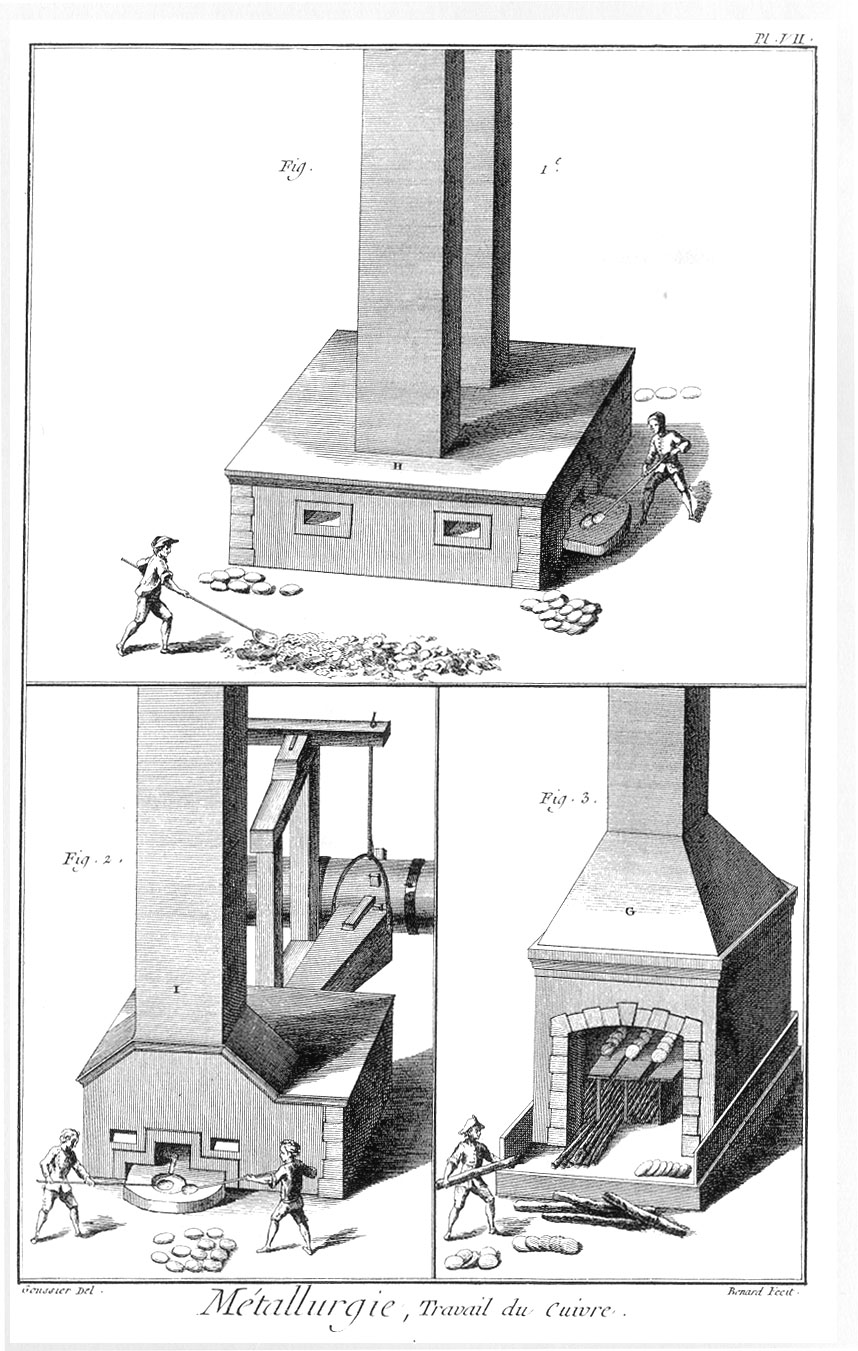 Pl. VII.
Fig. 1.e
H
b
Fig. 2.
I
Fig. 3.
G
Goussier Del.
Benard Fecit.
Métallurgie, Travail du Cuivre.